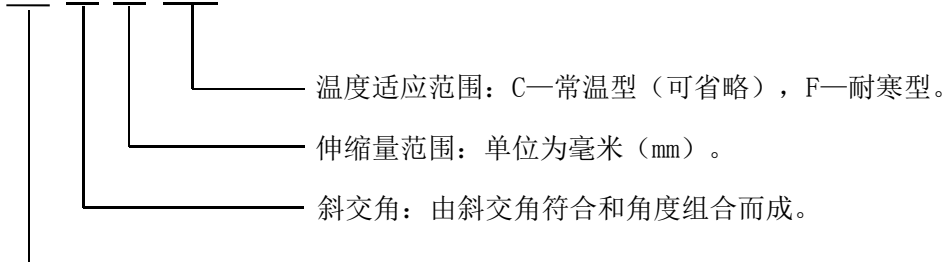 温度适应范围：C—常温型（可省略），F—耐寒型。
伸缩量范围：单位为毫米（mm）。
斜交角：由斜交角符合和角度组合而成。